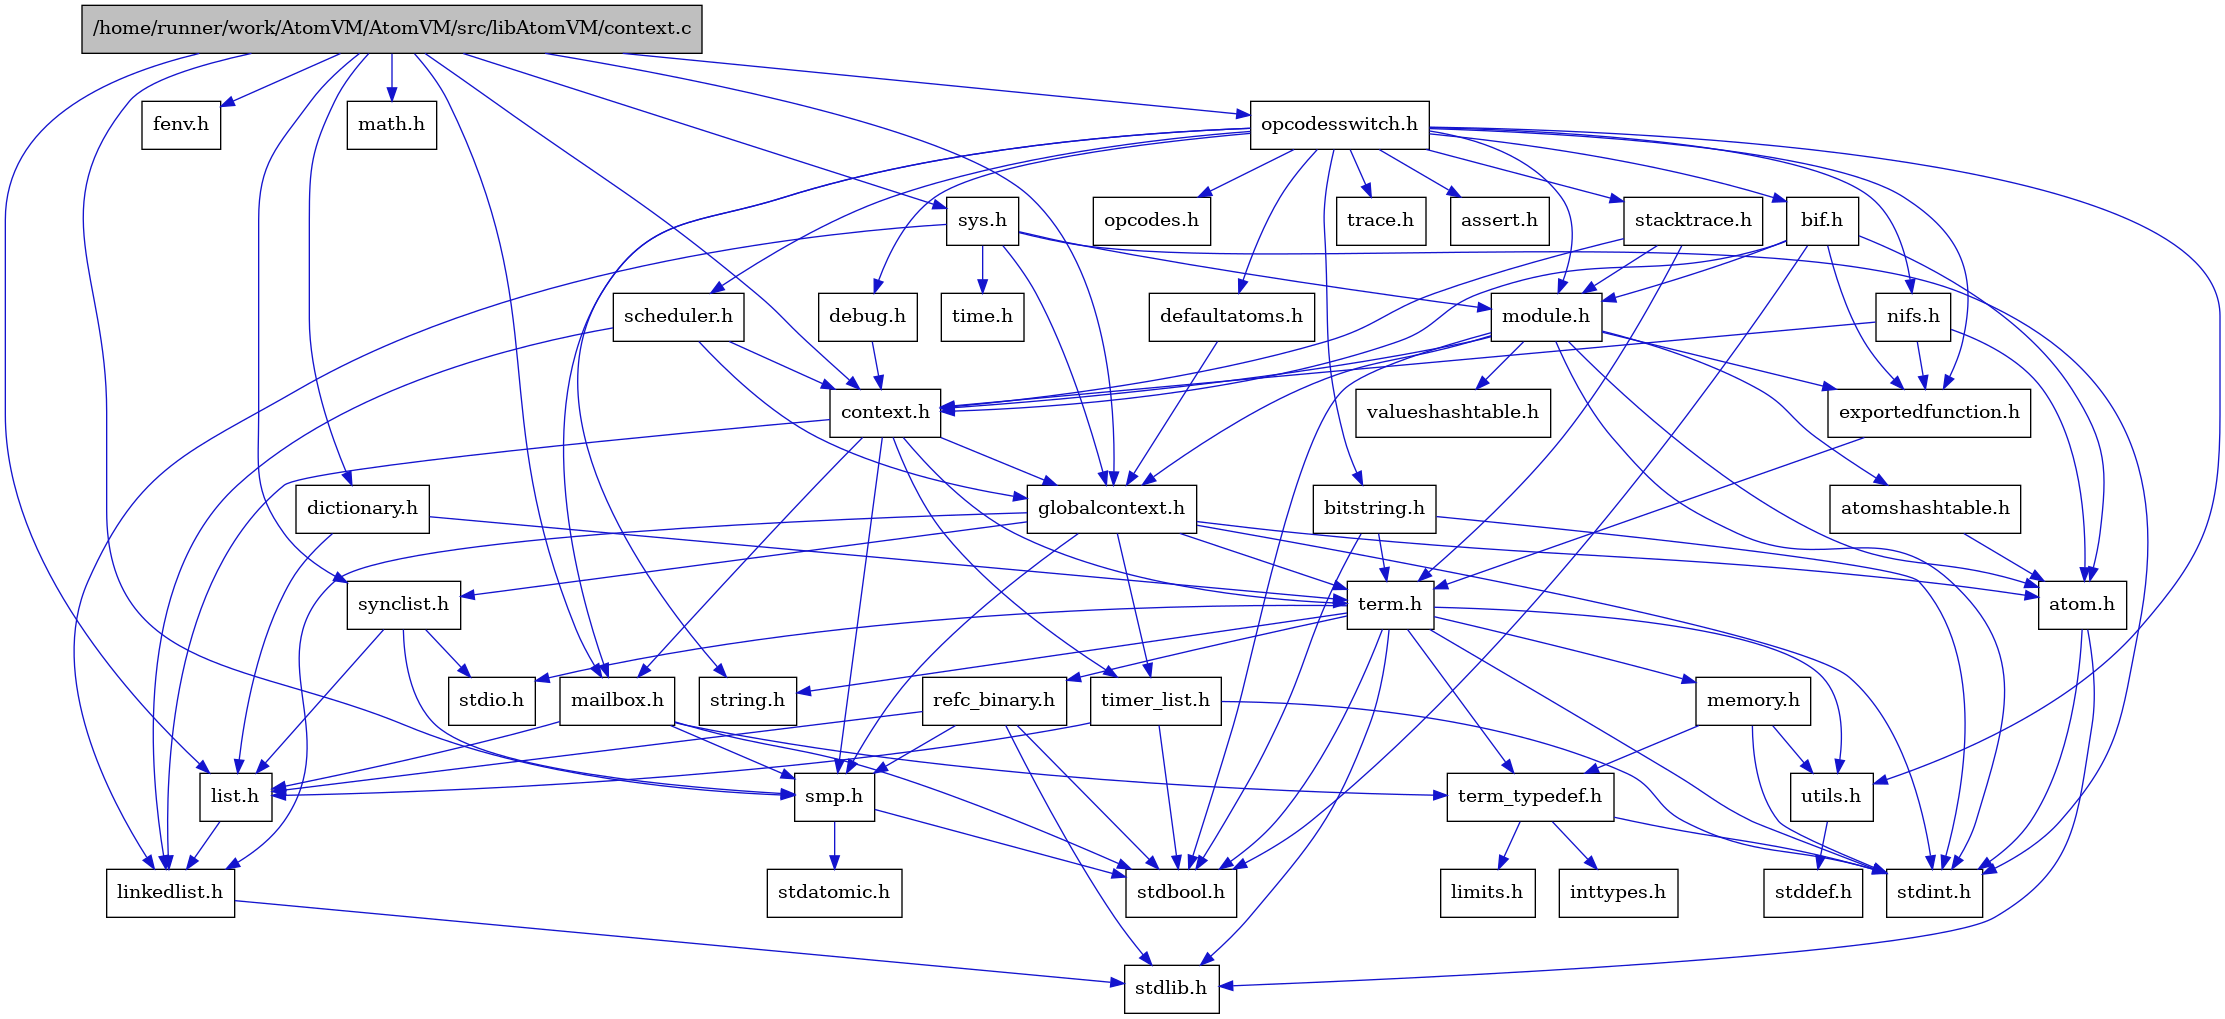 /home/runner/work/AtomVM/AtomVM/src/libAtomVM/context.c
fenv.h
math.h
opcodesswitch.h
sys.h
opcodes.h
trace.h
assert.h
stacktrace.h
bif.h
scheduler.h
debug.h
time.h
defaultatoms.h
module.h
nifs.h
context.h
valueshashtable.h
exportedfunction.h
dictionary.h
globalcontext.h
bitstring.h
atomshashtable.h
synclist.h
term.h
atom.h
stdio.h
mailbox.h
string.h
refc_binary.h
timer_list.h
memory.h
list.h
smp.h
term_typedef.h
utils.h
linkedlist.h
stdatomic.h
stdbool.h
limits.h
inttypes.h
stddef.h
stdint.h
stdlib.h